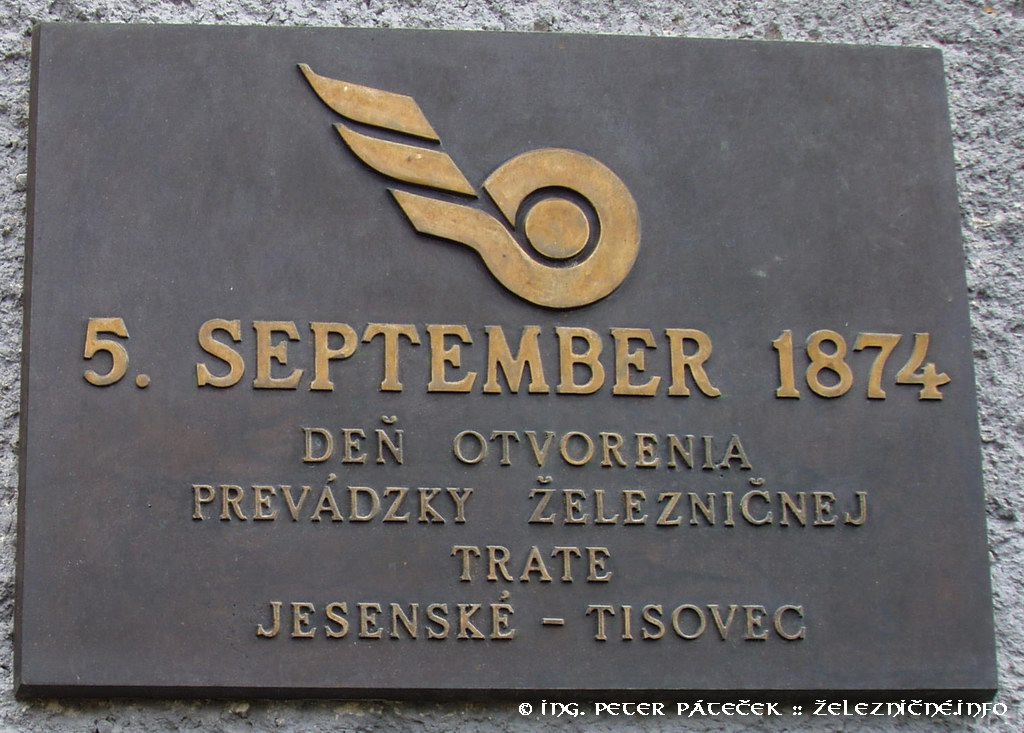 5. SEPTEMBER 1874
DEŇ OTVORENIA
PREVÁDZKY ŽELEZNIČNEJ
TRATE
JESENSKÉ - TISOVEC
© ING. PETER PÁTEČEK :: ŽELEZNIČNÉ.INFO